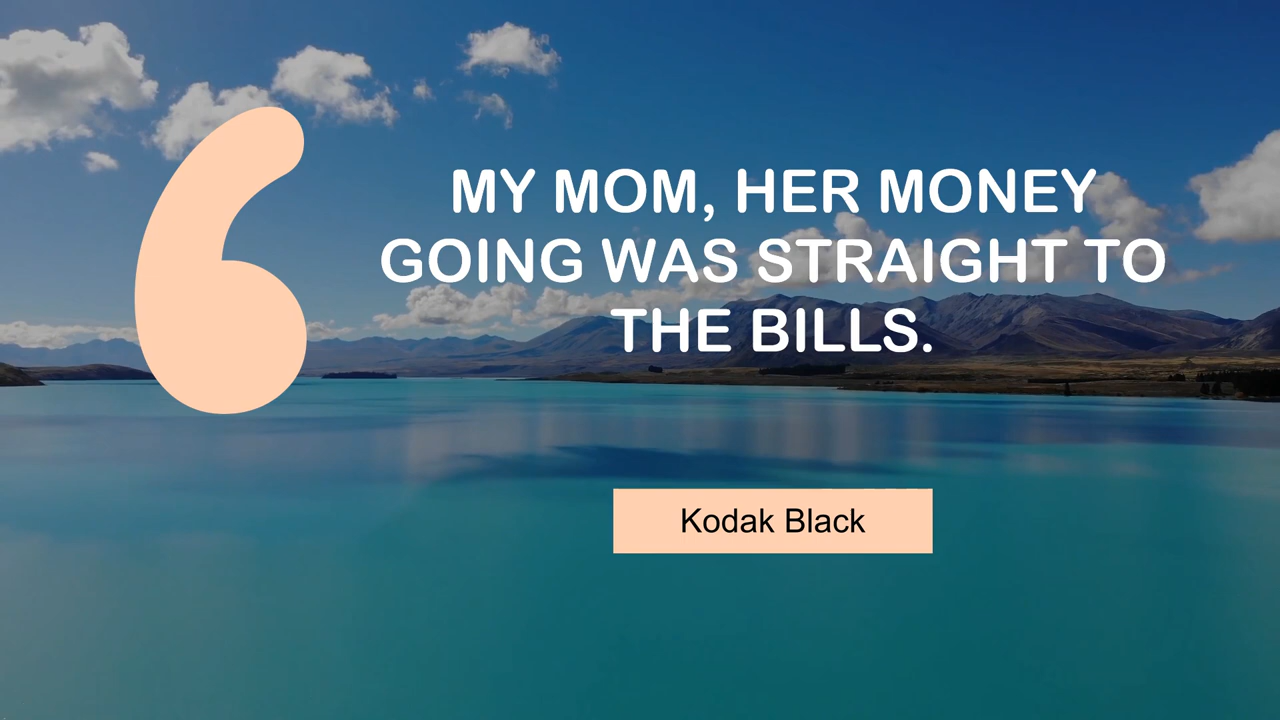 MY MOM, HER MONEY
GOING WAS STRAIGHT TO
THE BILLS.
Kodak Black